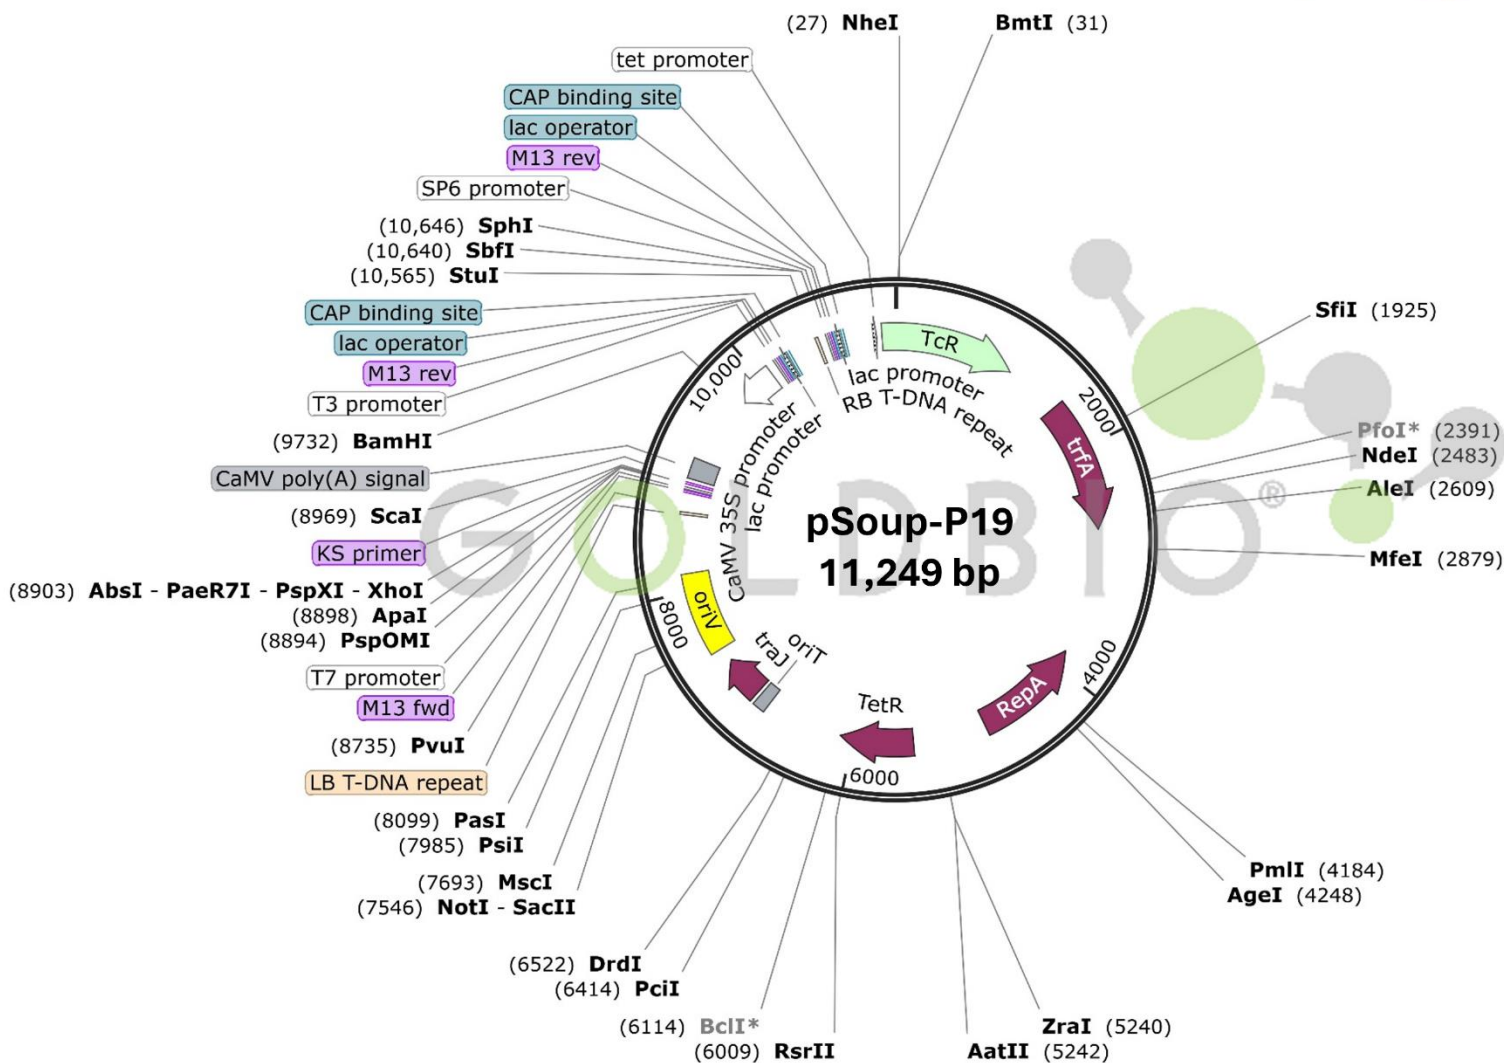 (27) NheI
BmtI (31)
tet promoter
CAP binding site
lac operator
M13 rev
SP6 promoter
(10,646) SphI
(10,640) SbfI
(10,565) StuI
CAP binding site
lac operator
M13 rev
T3 promoter
(9732) BamHI
CaMV poly(A) signal
(8969) ScaI
KS primer
(8903) AbsI - PaeR7I - PspXI - XhoI
(8898) ApaI
(8894) PspOMI
T7 promoter
M13 fwd
(8735) PvuI
LB T-DNA repeat
(8099) PasI
(7985) PsiI
(7693) MscI
(7546) NotI - SacII
(6522) DrdI
(6414) PciI
(6114) BclI*
(6009) RsrII
SfiI (1925)
PfoI* (2391)
NdeI (2483)
AleI (2609)
MfeI (2879)
PmlI (4184)
AgeI (4248)
ZraI (5240)
AatII (5242)
2000
4000
6000
8000
10,000
TcR
trfA
RepA
TetR
oriT
traJ
oriV
CaMV 35S promoter
lac promoter
lac promoter
RB T-DNA repeat
pSoup-P19
11,249 bp
GOLDBIO®